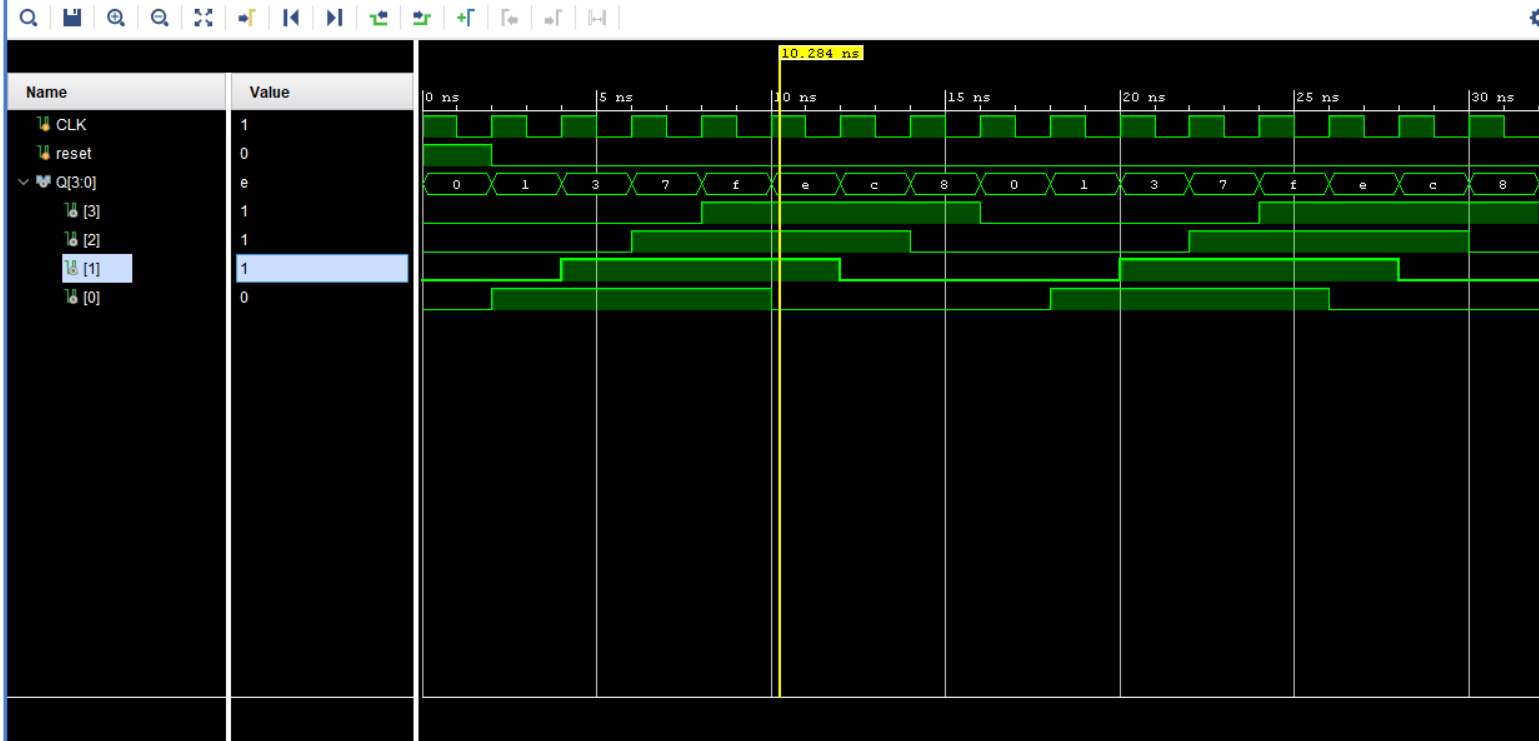 10.284 ns
Name Value
0 ns 5 ns 10 ns 15 ns 20 ns 25 ns 30 ns
CLK 1
reset 0
Q[3:0] e 0 1 3 7 f e c 8 0 1 3 7 f e c 8
[3] 1
[2] 1
[1] 1
[0] 0